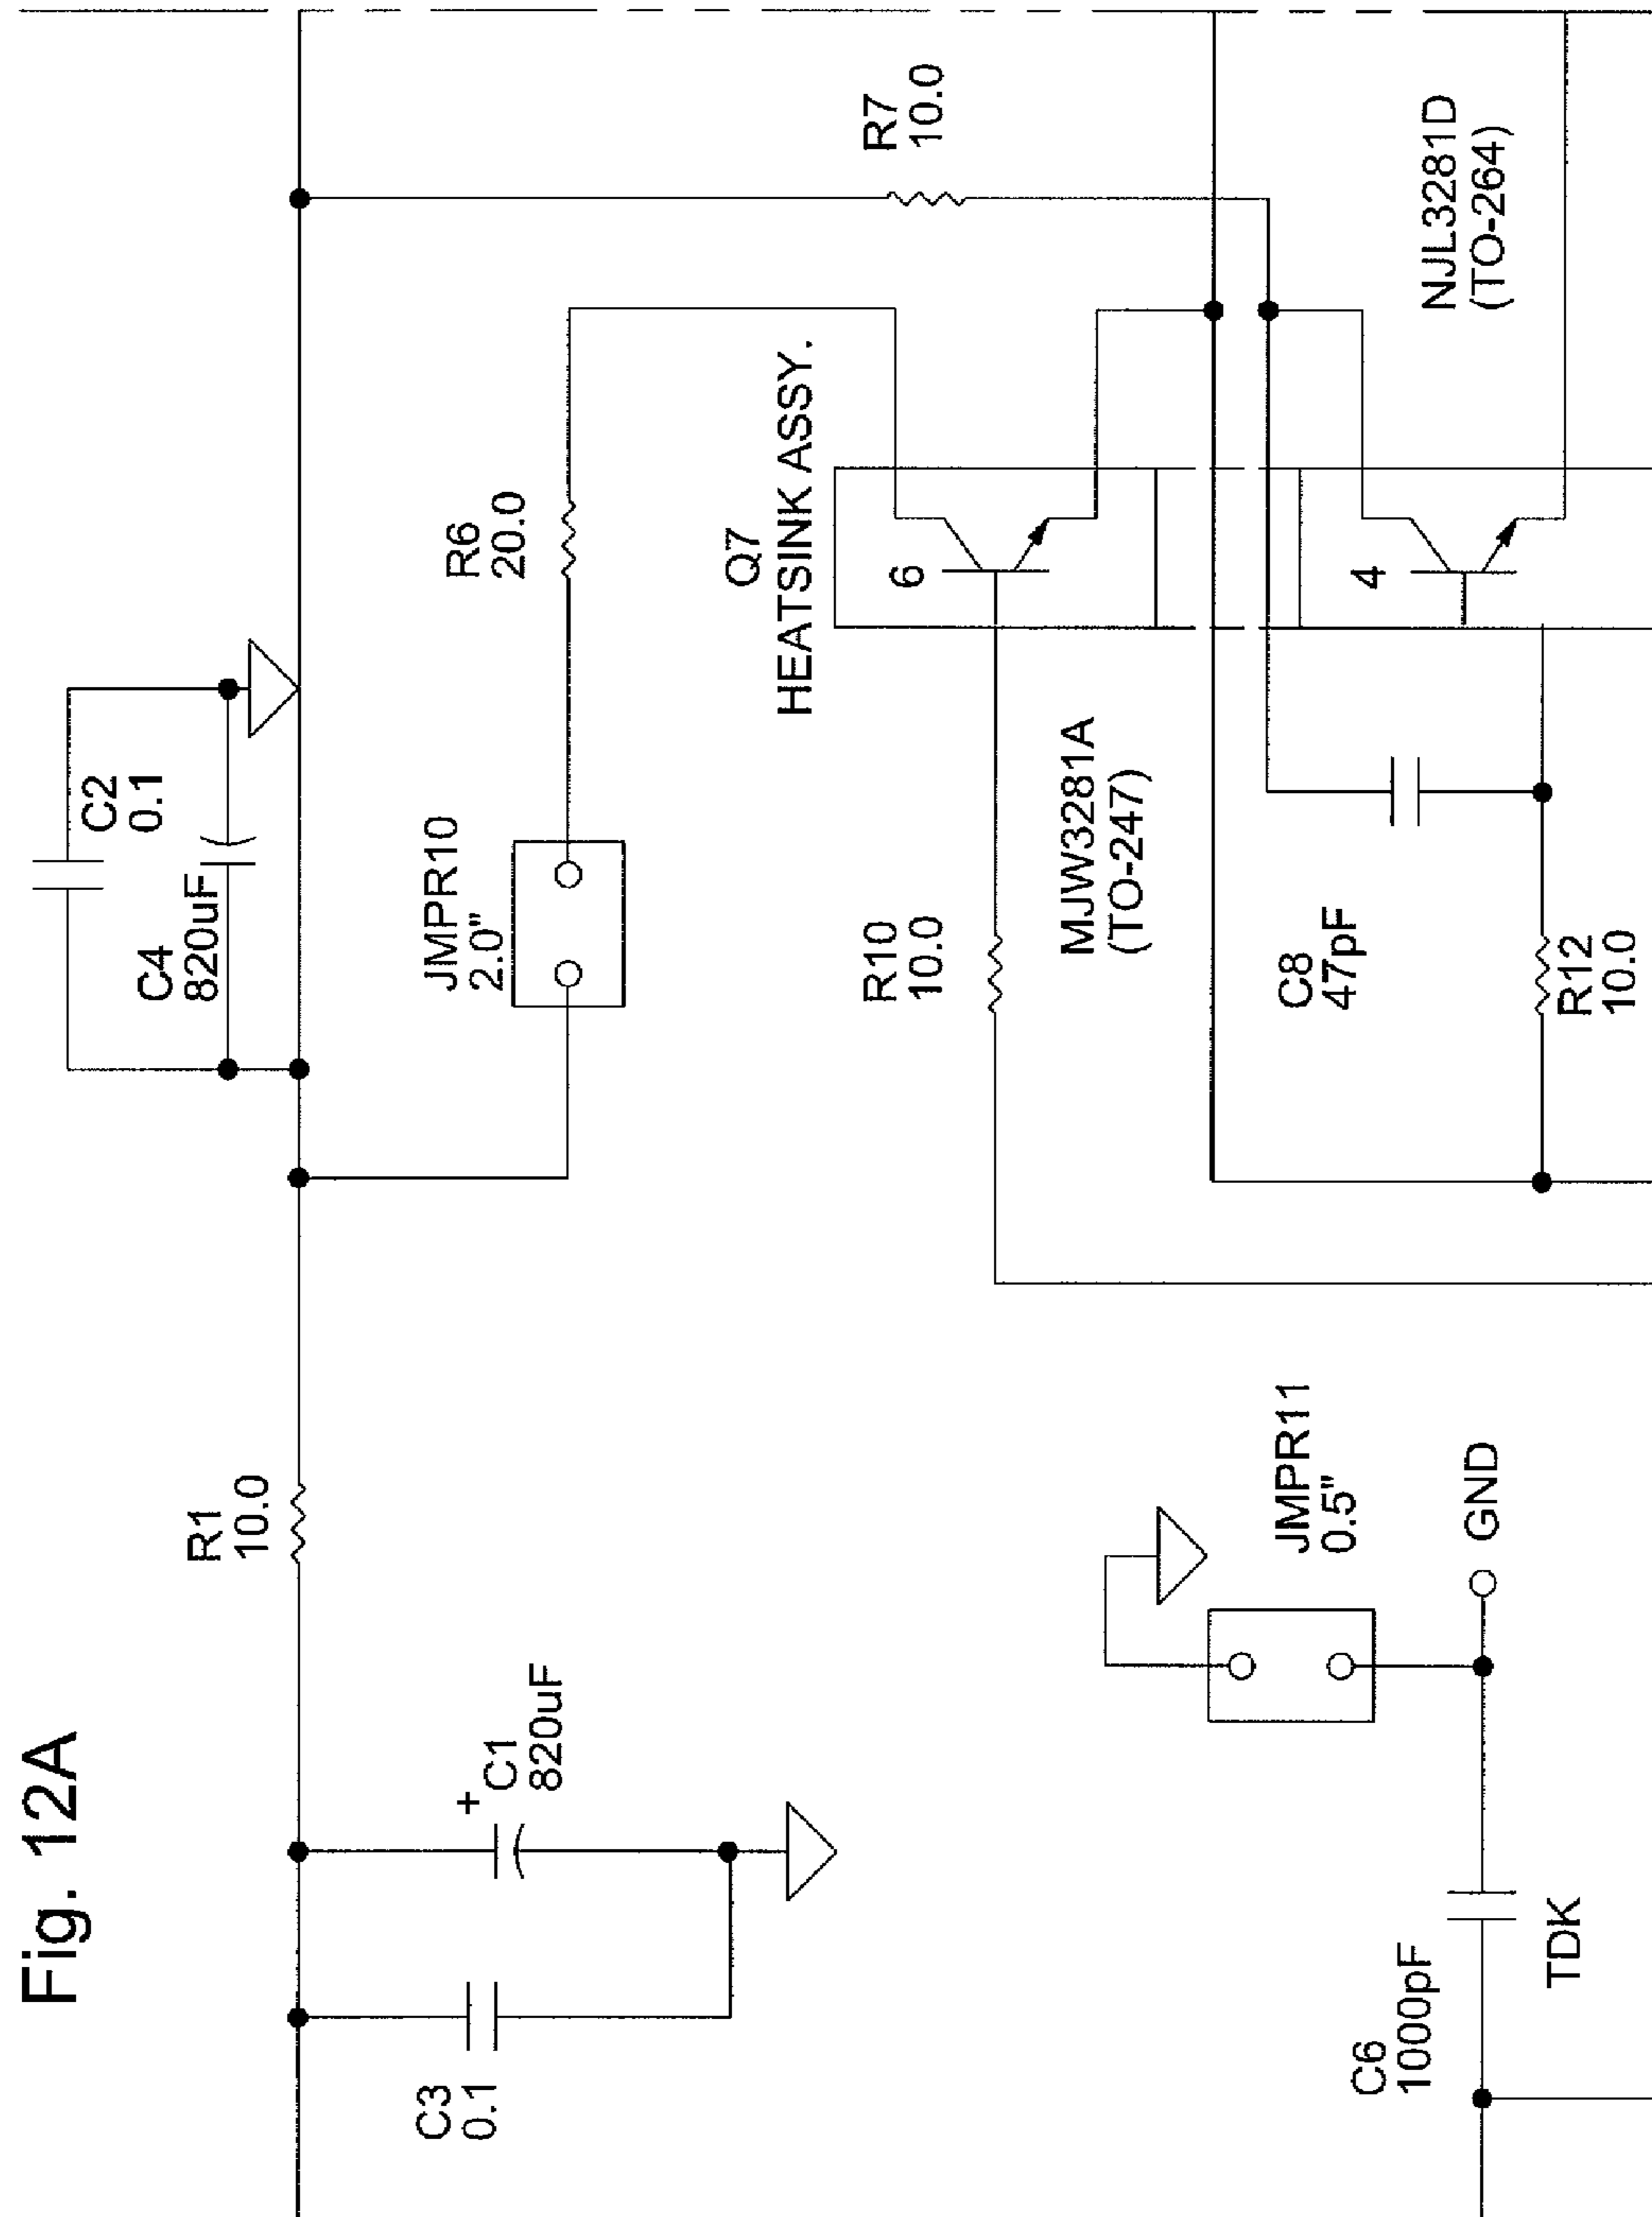 Fig. 12A
C3
0.1
+
C1
820uF
R1
10.0
C4
820uF
C2
0.1
JMPR10
2.0"
R6
20.0
R7
10.0
Q7
HEATSINK ASSY.
6
R10
10.0
MJW3281A
(TO-247)
4
NJL3281D
(TO-264)
C8
47pF
R12
10.0
JMPR11
0.5"
GND
C6
1000pF
TDK